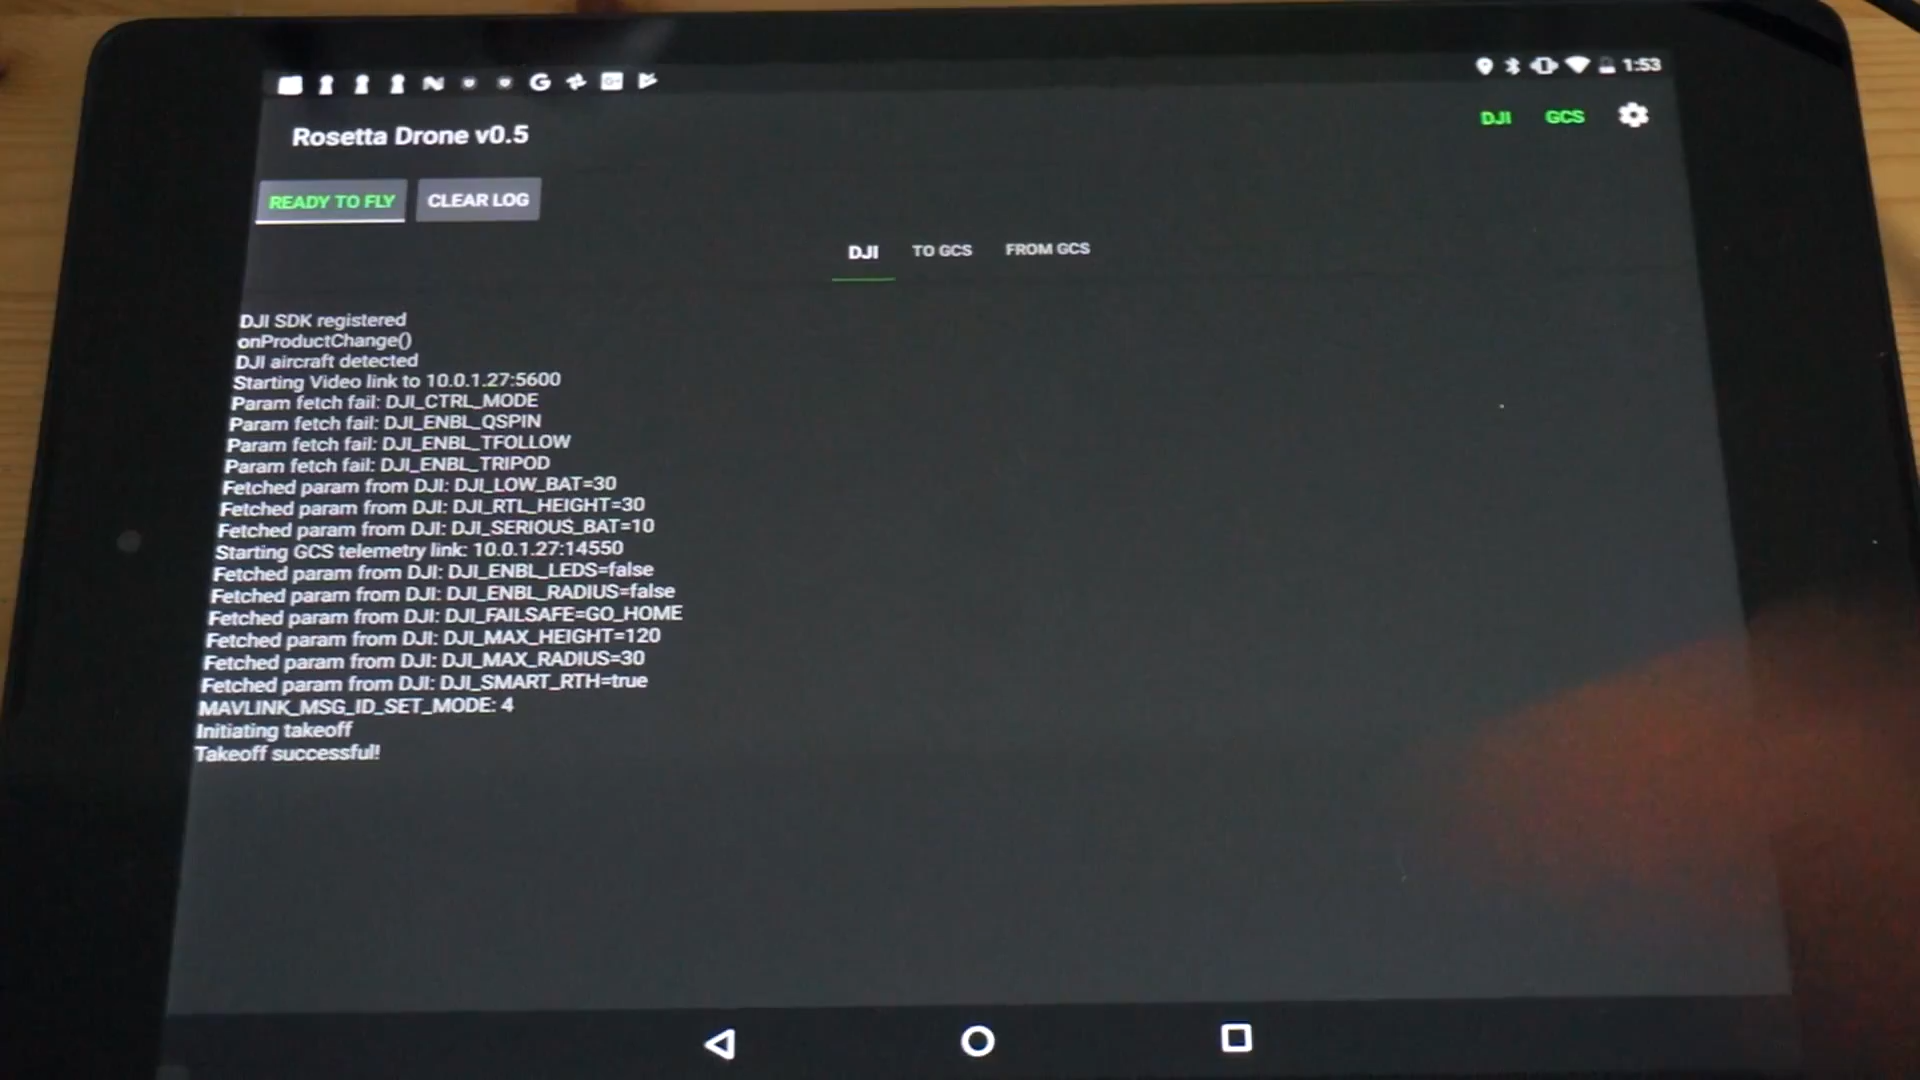 1:53
Rosetta Drone v0.5
DJI GCS
READY TO FLY CLEAR LOG
DJI TO GCS FROM GCS
DJI SDK registered
onProductChange()
DJI aircraft detected
Starting Video link to 10.0.1.27:5600
Param fetch fail: DJI_CTRL_MODE
Param fetch fail: DJI_ENBL_QSPIN
Param fetch fail: DJI_ENBL_TFOLLOW
Param fetch fail: DJI_ENBL_TRIPOD
Fetched param from DJI: DJI_LOW_BAT=30
Fetched param from DJI: DJI_RTL_HEIGHT=30
Fetched param from DJI: DJI_SERIOUS_BAT=10
Starting GCS telemetry link: 10.0.1.27:14550
Fetched param from DJI: DJI_ENBL_LEDS=false
Fetched param from DJI: DJI_ENBL_RADIUS=false
Fetched param from DJI: DJI_FAILSAFE=GO_HOME
Fetched param from DJI: DJI_MAX_HEIGHT=120
Fetched param from DJI: DJI_MAX_RADIUS=30
Fetched param from DJI: DJI_SMART_RTH=true
MAVLINK_MSG_ID_SET_MODE: 4
Initiating takeoff
Takeoff successful!